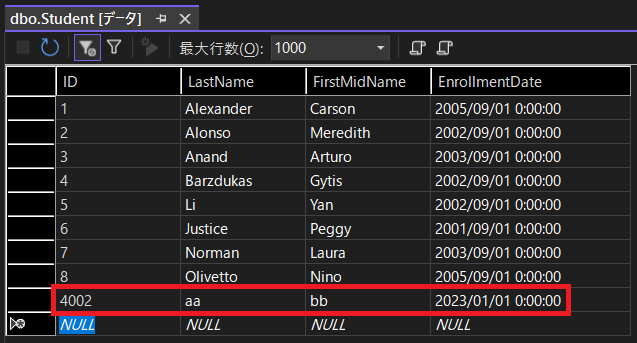 dbo.Student [データ]
最大行数(O): 1000
ID LastName FirstMidName EnrollmentDate
1 Alexander Carson 2005/09/01 0:00:00
2 Alonso Meredith 2002/09/01 0:00:00
3 Anand Arturo 2003/09/01 0:00:00
4 Barzdukas Gytis 2002/09/01 0:00:00
5 Li Yan 2002/09/01 0:00:00
6 Justice Peggy 2001/09/01 0:00:00
7 Norman Laura 2003/09/01 0:00:00
8 Olivetto Nino 2005/09/01 0:00:00
4002 aa bb 2023/01/01 0:00:00
NULL NULL NULL NULL